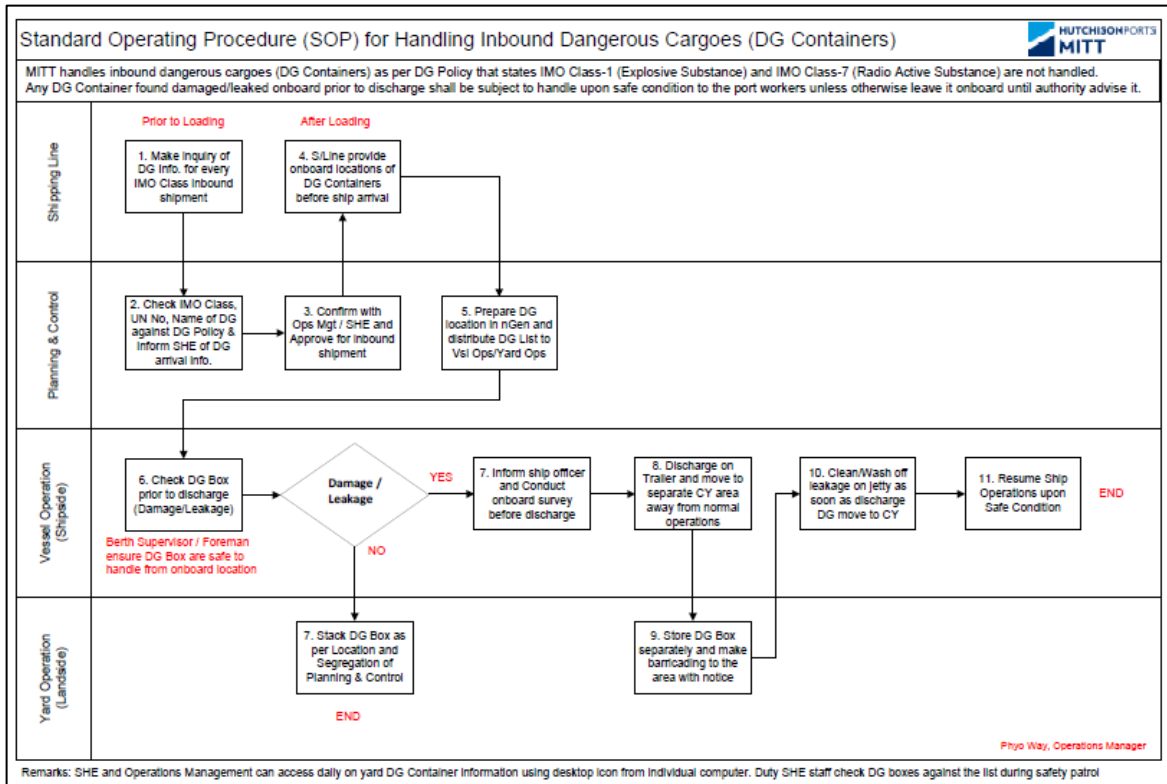 Standard Operating Procedure (SOP) for Handling Inbound Dangerous Cargoes (DG Containers)
HUTCHISON PORTS
MITT
MITT handles inbound dangerous cargoes (DG Containers) as per DG Policy that states IMO Class-1 (Explosive Substance) and IMO Class-7 (Radio Active Substance) are not handled.
Any DG Container found damaged/leaked onboard prior to discharge shall be subject to handle upon safe condition to the port workers unless otherwise leave it onboard until authority advise it.
Shipping Line
Prior to Loading
After Loading
1. Make Inquiry of
DG Info. for every
IMO Class Inbound
shipment
4. S/Line provide
onboard locations of
DG Containers
before ship arrival
Planning & Control
2. Check IMO Class,
UN No, Name of DG
against DG Policy &
Inform SHE of DG
arrival Info.
3. Confirm with
Ops Mgt / SHE and
Approve for Inbound
shipment
5. Prepare DG
location in nGen and
distribute DG List to
Vsl Ops/Yard Ops
Vessel Operation
(Shipside)
6. Check DG Box
prior to discharge
(Damage/Leakage)
Berth Supervisor / Foreman
ensure DG Box are safe to
handle from onboard location
Damage /
Leakage
YES
NO
7. Inform ship officer
and Conduct
onboard survey
before discharge
8. Discharge on
Trailer and move to
separate CY area
away from normal
operations
10. Clean/Wash off
leakage on jetty as
soon as discharge
DG move to CY
11. Resume Ship
Operations upon
Safe Condition
END
Yard Operation
(Landside)
7. Stack DG Box as
per Location and
Segregation of
Planning & Control
END
9. Store DG Box
separately and make
barricading to the
area with notice
Phyo Way, Operations Manager
Remarks: SHE and Operations Management can access daily on yard DG Container information using desktop icon from individual computer. Duty SHE staff check DG boxes against the list during safety patrol